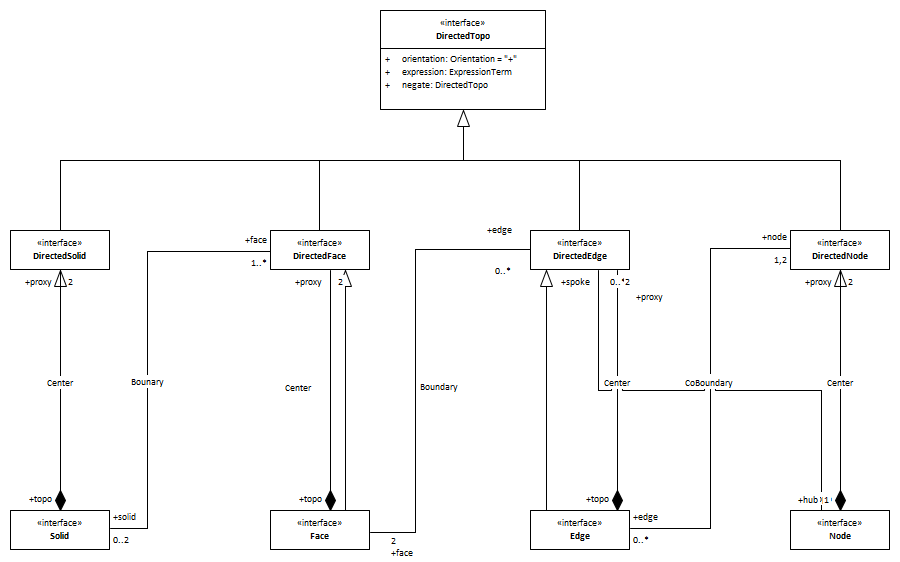 «interface»
DirectedTopo
+ orientation: Orientation = "+"
+ expression: ExpressionTerm
+ negate: DirectedTopo
«interface»
DirectedSolid
+face
1..*
«interface»
DirectedFace
+edge
0..*
«interface»
DirectedEdge
+node
1,2
«interface»
DirectedNode
+proxy 2
+proxy 2
+spoke 0..*2
+proxy
+proxy 2
Center
Bounary
Center
Boundary
Center
CoBoundary
Center
+topo
+topo
+topo
+hub 1
«interface»
Solid
+solid
0..2
«interface»
Face
2
+face
«interface»
Edge
+edge
0..*
«interface»
Node